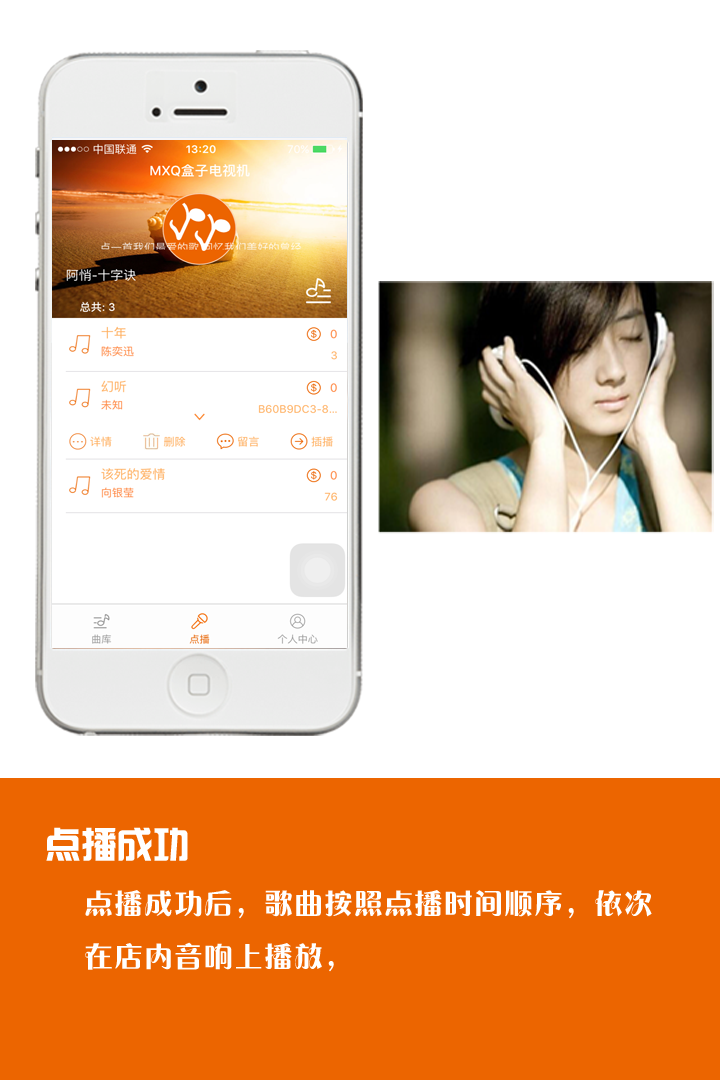 中国联通 13:20 70%
MXQ盒子电视机
点一首我们最爱的歌 回忆我们美好的曾经
阿悄-十字诀
总共: 3
十年 0
陈奕迅 3
幻听 0
未知 B60B9DC3-8...
详情 删除 留言 插播
该死的爱情 0
向银莹 76
曲库 点播 个人中心
点播成功
点播成功后，歌曲按照点播时间顺序，依次
在店内音响上播放，